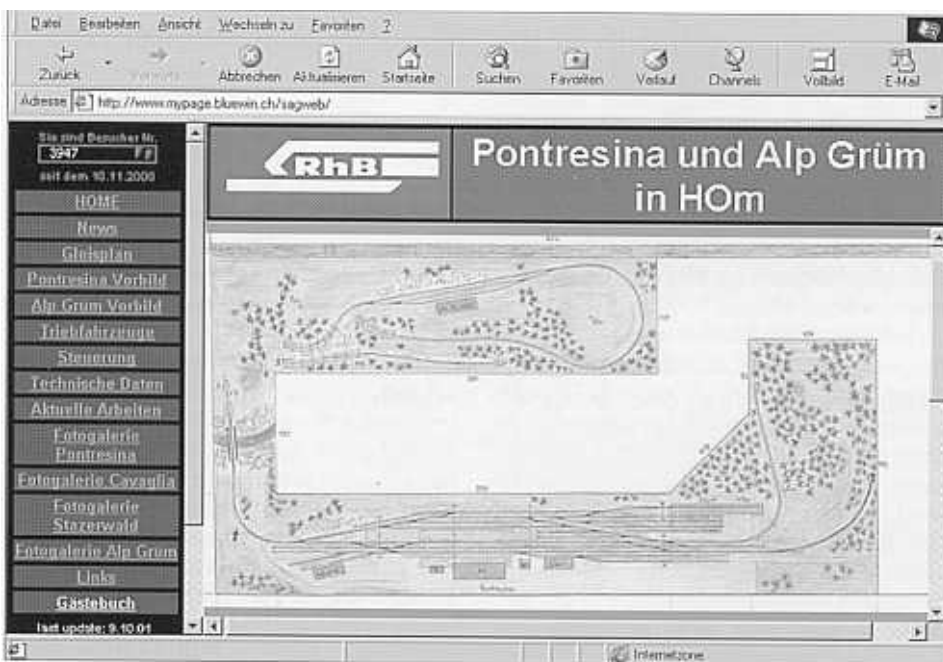 Datei Bearbeiten Ansicht Wechseln zu Favoriten ?
Zurück Vorwärts Abbrechen Aktualisieren Startseite Suchen Favoriten Verlauf Channels Vollbild E-Mail
Adresse http://www.mypage.bluewin.ch/sagweb/
Sie sind Besucher Nr.
3947
seit dem 10.11.2000
HOME
News
Gleisplan
Pontresina Vorbild
Alp Grüm Vorbild
Triebfahrzeuge
Steuerung
Technische Daten
Aktuelle Arbeiten
Fotogalerie
Pontresina
Fotogalerie Cavaglia
Fotogalerie
Stazerwald
Fotogalerie Alp Grüm
Links
Gästebuch
last update: 9.10.01
RhB
Pontresina und Alp Grüm
in HOm
Internetzone